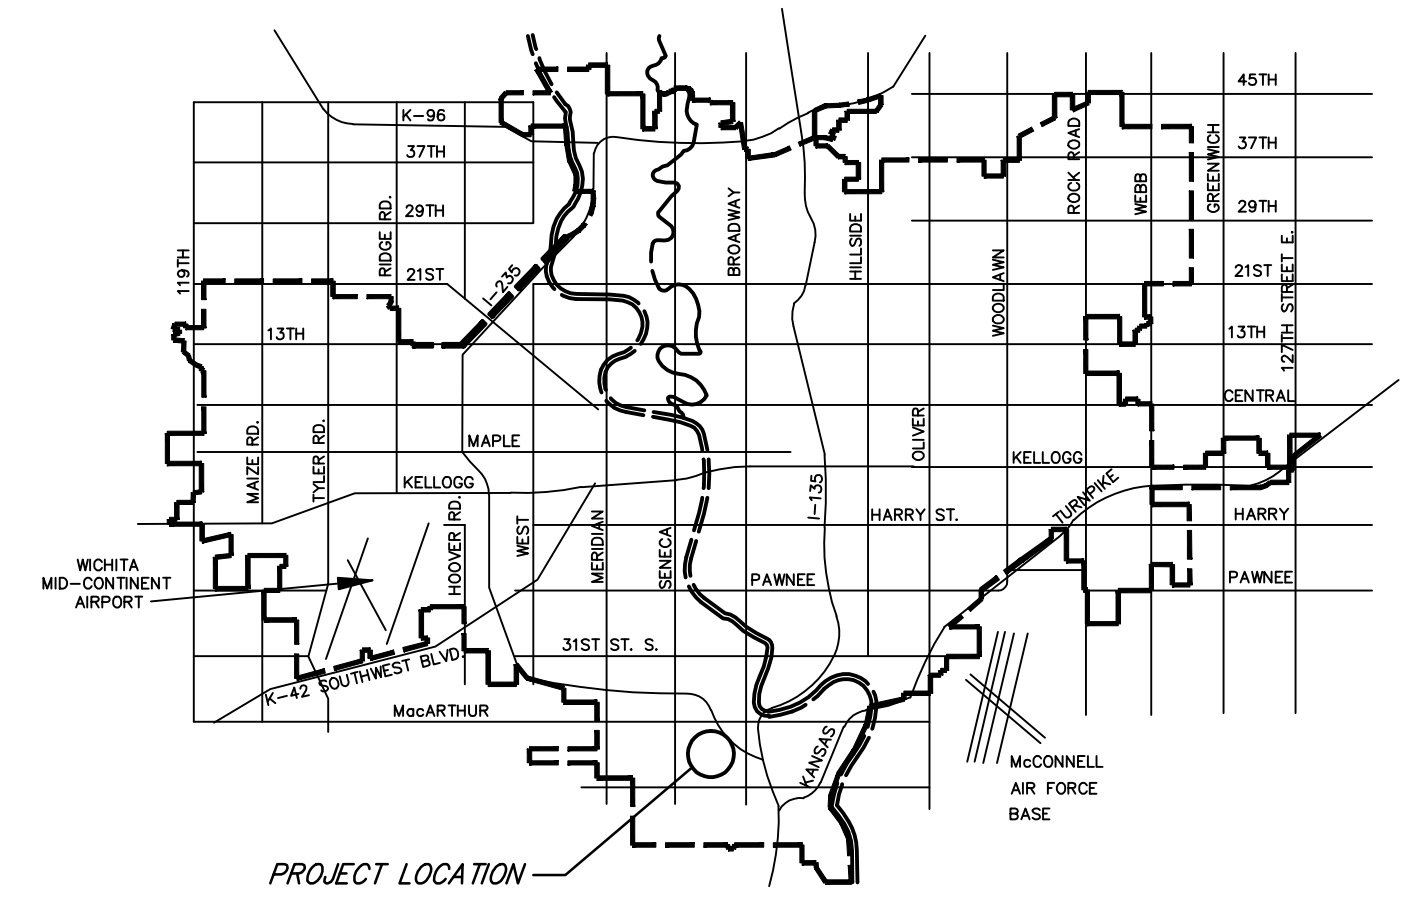 45TH
K-96
37TH
37TH
ROCK ROAD
WEBB
GREENWICH
29TH
29TH
RIDGE RD.
BROADWAY
HILLSIDE
119TH
21ST
I-235
WOODLAWN
21ST
127TH STREET E.
13TH
13TH
CENTRAL
MAIZE RD.
TYLER RD.
MAPLE
OLIVER
KELLOGG
KELLOGG
HOOVER RD.
WEST
MERIDIAN
SENECA
I-135
HARRY ST.
TURNPIKE
HARRY
WICHITA
MID-CONTINENT
AIRPORT
PAWNEE
PAWNEE
31ST ST. S.
K-42 SOUTHWEST BLVD.
MacARTHUR
KANSAS
McCONNELL
AIR FORCE
BASE
PROJECT LOCATION